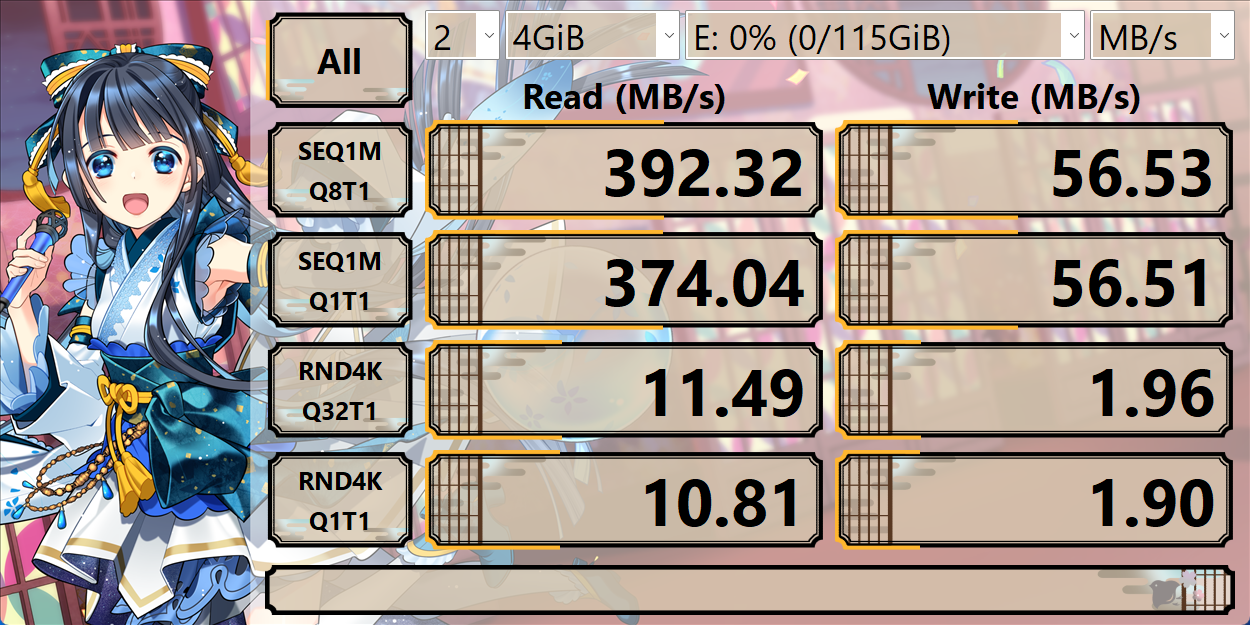 All
2
4GiB
E: 0% (0/115GiB)
MB/s
Read (MB/s)
Write (MB/s)
SEQ1M
Q8T1
392.32
56.53
SEQ1M
Q1T1
374.04
56.51
RND4K
Q32T1
11.49
1.96
RND4K
Q1T1
10.81
1.90